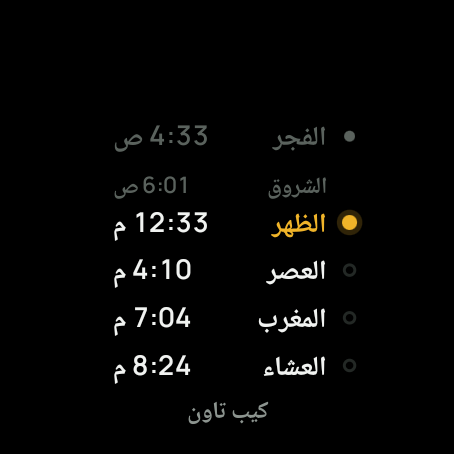 الفجر 4:33 ص
الشروق 6:01 ص
الظهر 12:33 م
العصر 4:10 م
المغرب 7:04 م
العشاء 8:24 م
كيب تاون